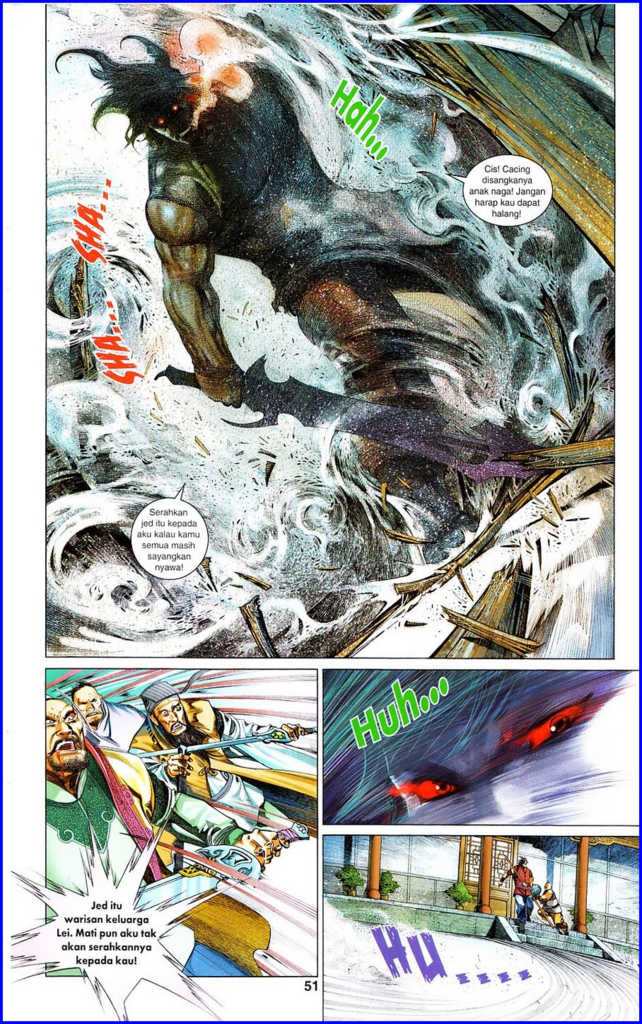 Hah...
Cis! Cacing
disangkanya
anak naga! Jangan
harap kau dapat
halang!
SHA... SHA...
Serahkan
jed itu kepada
aku kalau kamu
semua masih
sayangkan
nyawa!
Huh...
Jed itu
warisan keluarga
Lei. Mati pun aku tak
akan serahkannya
kepada kau!
HU....
51